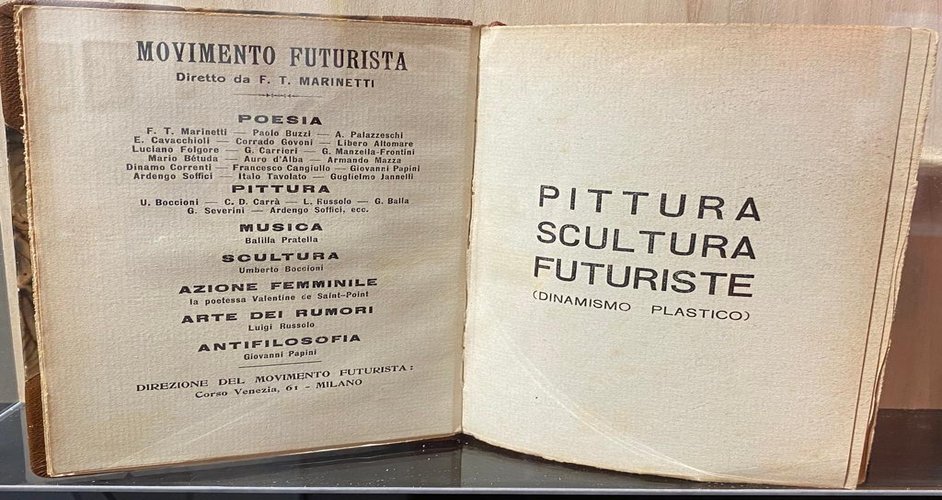 MOVIMENTO FUTURISTA
Diretto da F. T. MARINETTI
POESIA
F. T. Marinetti — Paolo Buzzi — A. Palazzeschi
E. Cavacchioli — Corrado Govoni — Libero Altomare
Luciano Folgore — G. Carrieri — G. Manzella-Frontini
Mario Bétuda — Auro d'Alba — Armando Mazza
Dinamo Correnti — Francesco Cangiullo — Giovanni Papini
Ardengo Soffici — Italo Tavolato — Guglielmo Jannelli
PITTURA
U. Boccioni — C. D. Carrà — L. Russolo — G. Balla
G. Severini — Ardengo Soffici, ecc.
MUSICA
Balilla Pratella
SCULTURA
Umberto Boccioni
AZIONE FEMMINILE
la poetessa Valentine de Saint-Point
ARTE DEI RUMORI
Luigi Russolo
ANTIFILOSOFIA
Giovanni Papini
DIREZIONE DEL MOVIMENTO FUTURISTA:
Corso Venezia, 61 - MILANO
PITTURA
SCULTURA
FUTURISTE
(DINAMISMO PLASTICO)